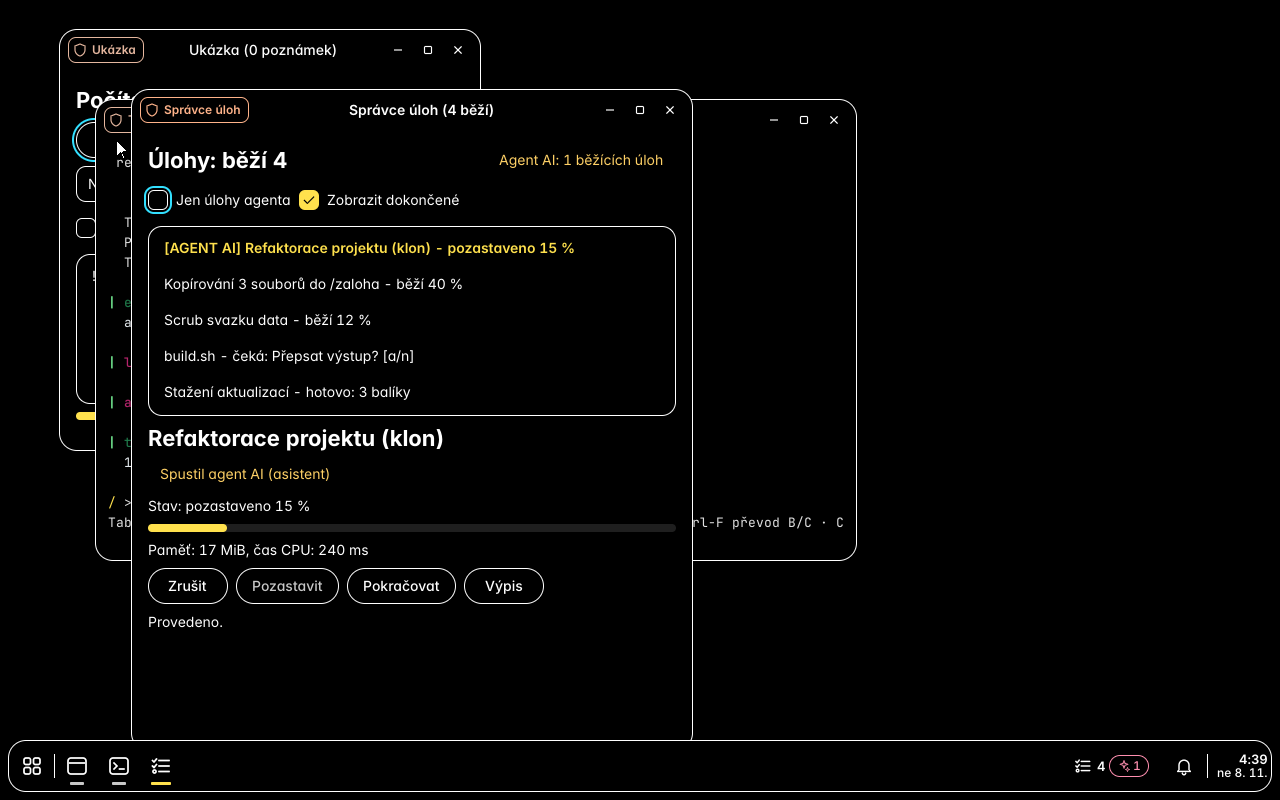 Ukázka
Ukázka (0 poznámek)
Správce úloh
Správce úloh (4 běží)
Úlohy: běží 4
Agent AI: 1 běžících úloh
Jen úlohy agenta
Zobrazit dokončené
[AGENT AI] Refaktorace projektu (klon) - pozastaveno 15 %
Kopírování 3 souborů do /zaloha - běží 40 %
Scrub svazku data - běží 12 %
build.sh - čeká: Přepsat výstup? [a/n]
Stažení aktualizací - hotovo: 3 balíky
Refaktorace projektu (klon)
Spustil agent AI (asistent)
Stav: pozastaveno 15 %
Paměť: 17 MiB, čas CPU: 240 ms
Zrušit
Pozastavit
Pokračovat
Výpis
Provedeno.
/ >
Tab
rl-F převod B/C · C
4
1
4:39
ne 8. 11.